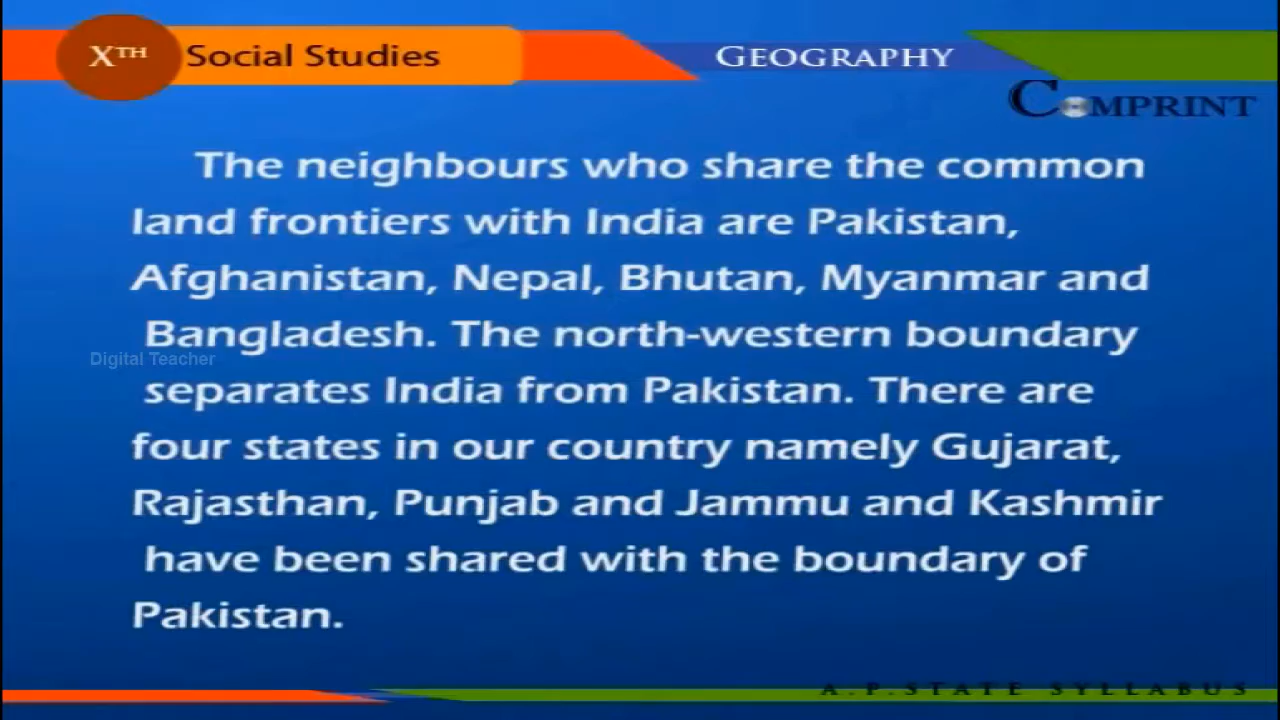 XTH Social Studies
GEOGRAPHY
COMPRINT
The neighbours who share the common
land frontiers with India are Pakistan,
Afghanistan, Nepal, Bhutan, Myanmar and
Bangladesh. The north-western boundary
Digital Teacher
separates India from Pakistan. There are
four states in our country namely Gujarat,
Rajasthan, Punjab and Jammu and Kashmir
have been shared with the boundary of
Pakistan.
A.P.STATE SYLLABUS